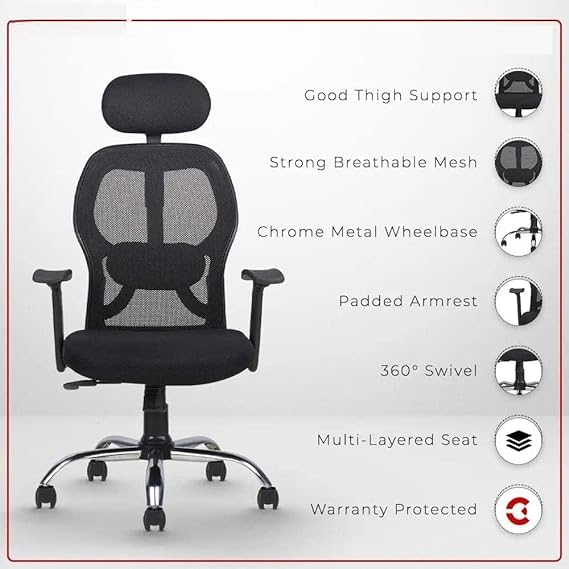 Good Thigh Support
Strong Breathable Mesh
Chrome Metal Wheelbase
Padded Armrest
360° Swivel
Multi-Layered Seat
Warranty Protected